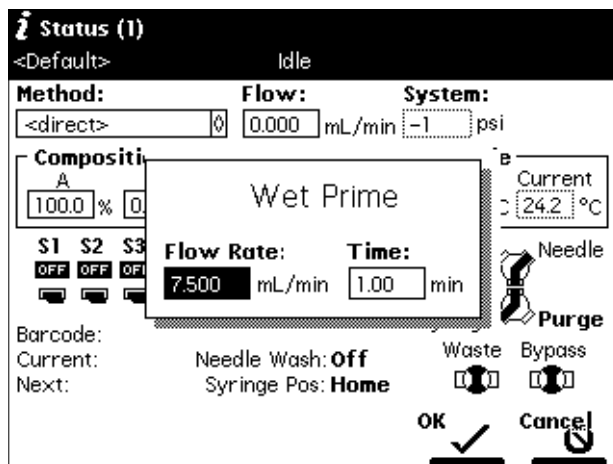 i Status (1)
<Default> Idle
Method: Flow: System:
<direct> 0.000 mL/min -1 psi
A Current
100.0 % 0. 24.2 °C
Wet Prime
S1 S2 S3 Needle
OFF OFF
Flow Rate: Time:
7.500 mL/min 1.00 min
Purge
Barcode:
Current: Needle Wash: Off Waste Bypass
Next: Syringe Pos: Home
OK Cancel